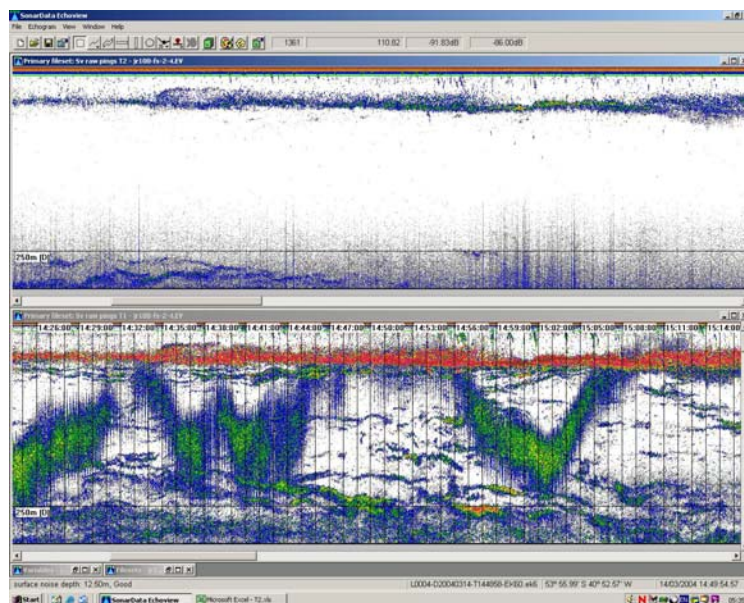 SonarData Echoview
File Echogram View Window Help
1361 110.82 -91.83dB -86.00dB
Primary fileset: Sv raw pings T2 - jr100-fs-2-4.EV
250m (D)
Primary fileset: Sv raw pings T1 - jr100-fs-2-4.EV
14:26:00 14:29:00 14:32:00 14:35:00 14:38:00 14:41:00 14:44:00 14:47:00 14:50:00 14:53:00 14:56:00 14:59:00 15:02:00 15:05:00 15:08:00 15:11:00 15:14:00
250m (D)
surface noise depth: 12.50m, Good
L0004-D20040314-T144958-EK60.ek6 53° 55.99' S 40° 52.57' W 14/03/2004 14:49:54.57
Start SonarData Echoview Microsoft Excel - T2.xls